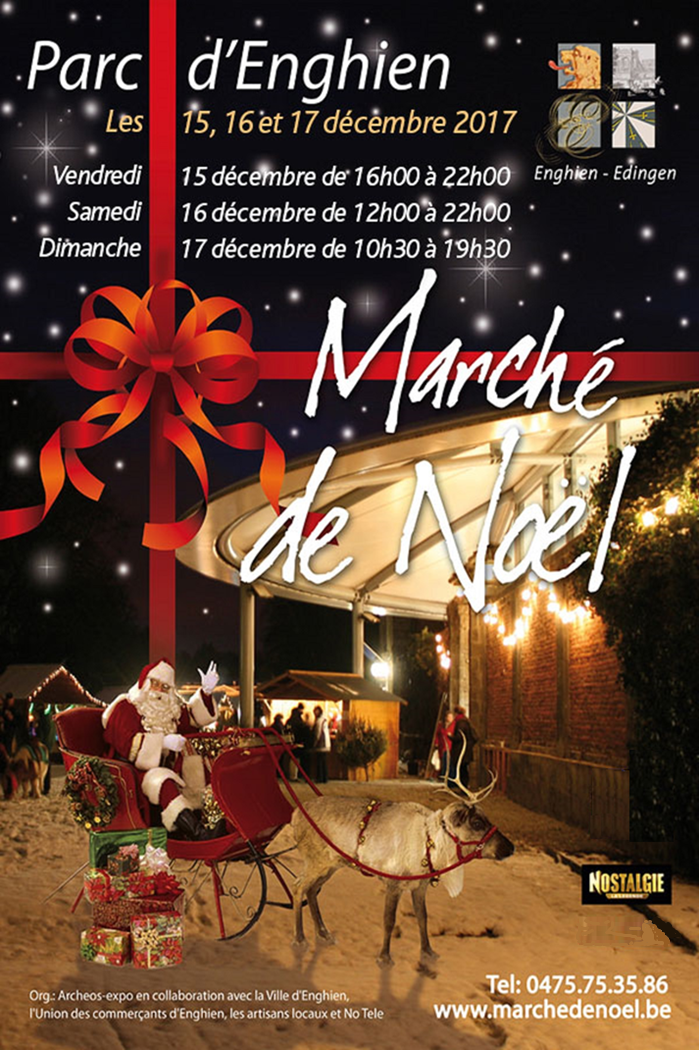 Parc d'Enghien
Les 15, 16 et 17 décembre 2017
Vendredi 15 décembre de 16h00 à 22h00
Samedi 16 décembre de 12h00 à 22h00
Dimanche 17 décembre de 10h30 à 19h30
E
Enghien - Edingen
Marché
de Noël
NOSTALGIE
Tel: 0475.75.35.86
www.marchedenoel.be
Org.: Archeos-expo en collaboration avec la Ville d'Enghien,
l'Union des commerçants d'Enghien, les artisans locaux et No Tele